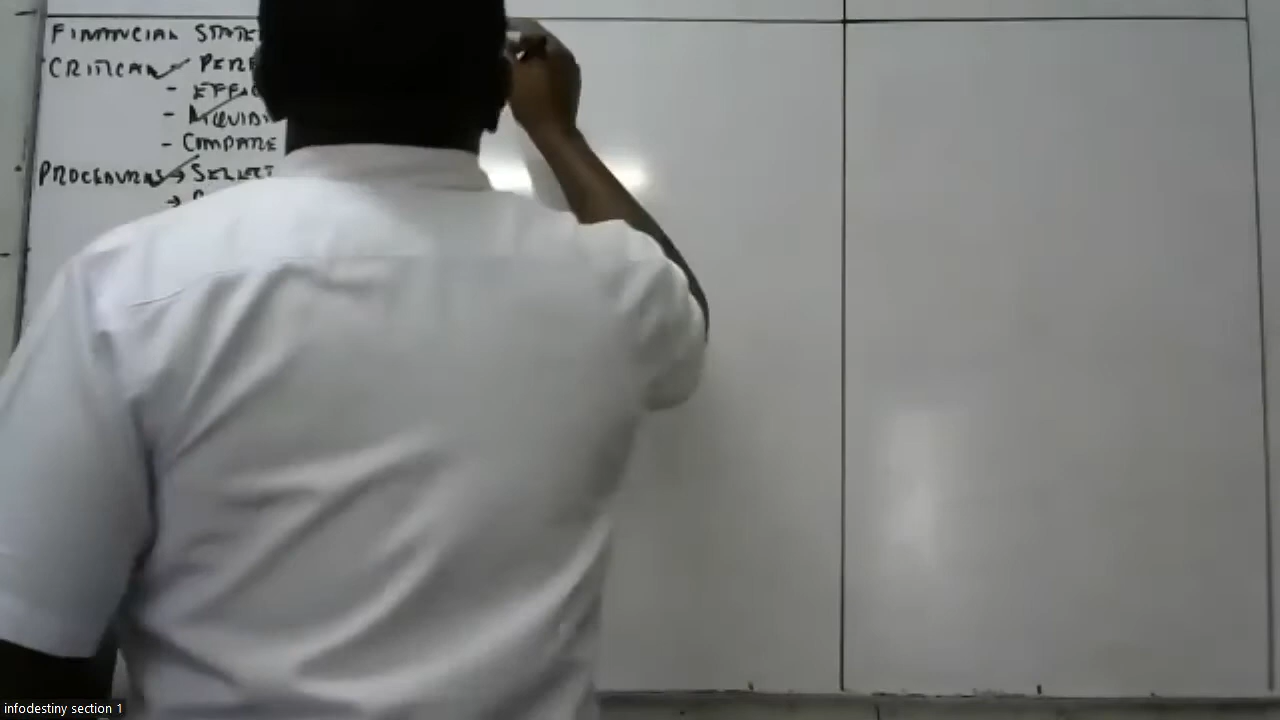 FINANCIAL STATE
CRITICAL PERF
- EFFIC
- LIQUIDI
- COMPARE
PROCEDURES → SELECT
→
infodestiny section 1